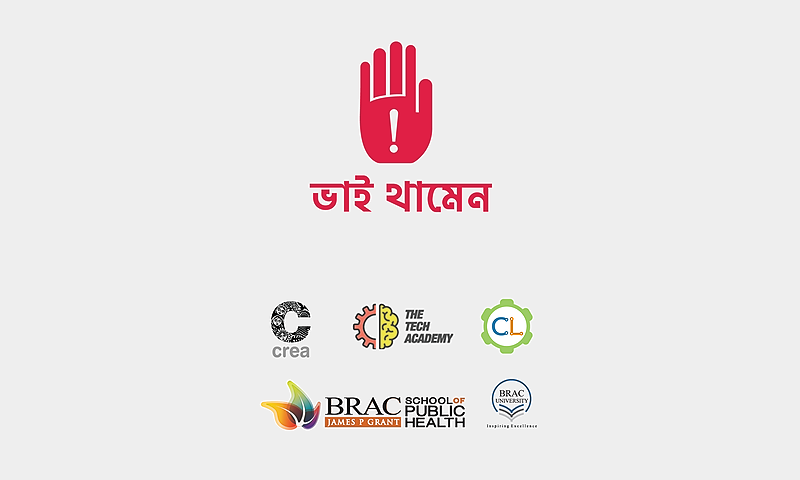 !
ভাই থামেন
crea
THE
TECH
ACADEMY
CL
BRAC
JAMES P GRANT
SCHOOL OF
PUBLIC
HEALTH
BRAC
UNIVERSITY
Inspiring Excellence